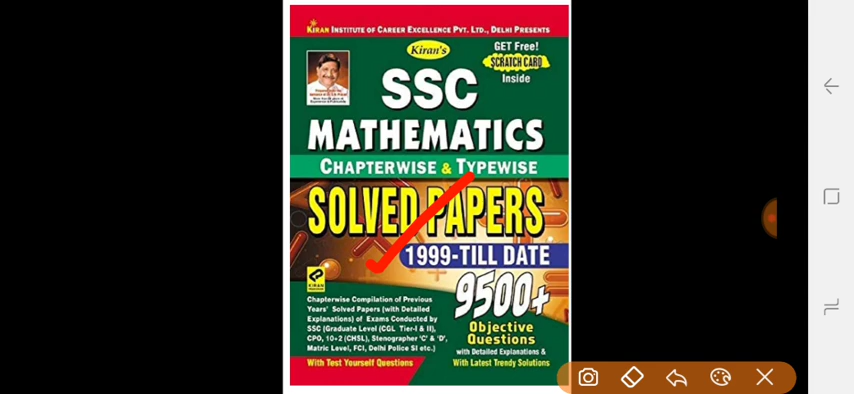 KIRAN INSTITUTE OF CAREER EXCELLENCE PVT. LTD., DELHI PRESENTS
Kiran's
GET Free!
SCRATCH CARD
Inside
SSC
MATHEMATICS
CHAPTERWISE & TYPEWISE
SOLVED PAPERS
1999-TILL DATE
KIRAN
9500+
Objective
Questions
with Detailed Explanations &
With Latest Trendy Solutions
Chapterwise Compilation of Previous
Years' Solved Papers (with Detailed
Explanations) of Exams Conducted by
SSC (Graduate Level (CGL Tier-I & II),
CPO, 10+2 (CHSL), Stenographer 'C' & 'D',
Matric Level, FCI, Delhi Police SI etc.)
With Test Yourself Questions